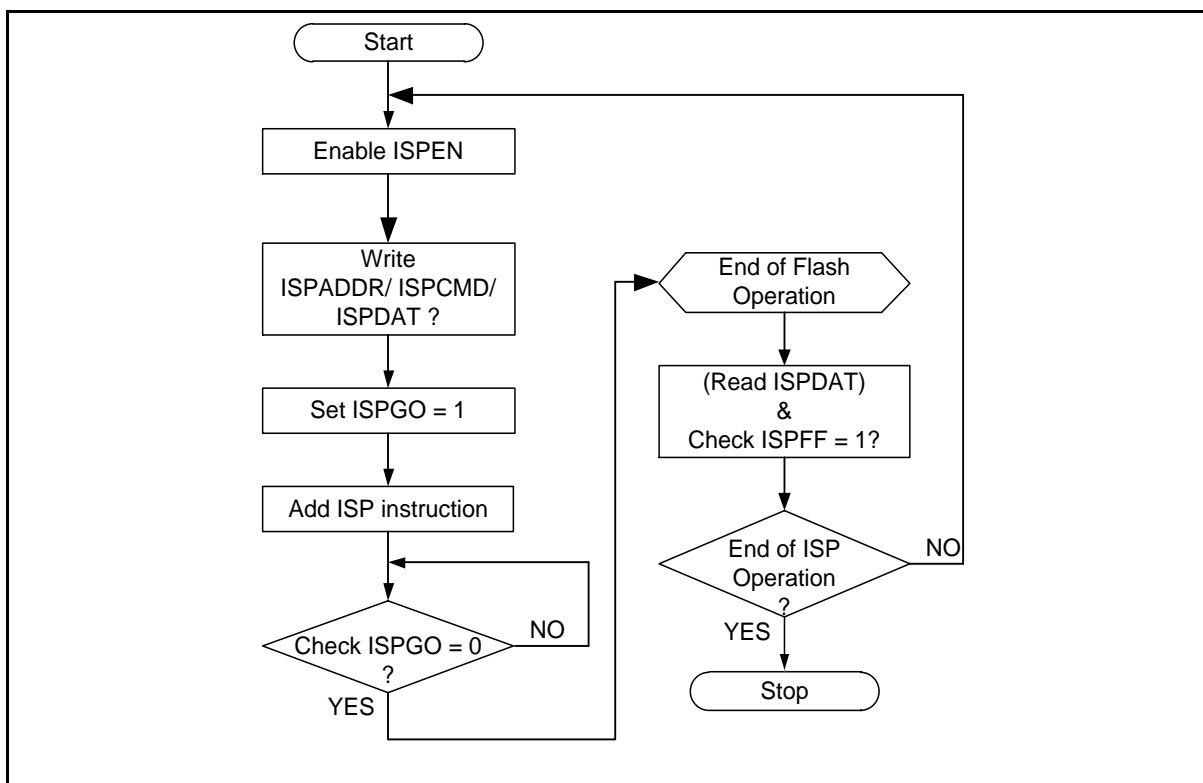 Start
Enable ISPEN
Write
ISPADDR/ ISPCMD/
ISPDAT ?
Set ISPGO = 1
Add ISP instruction
Check ISPGO = 0
?
NO
YES
End of Flash
Operation
(Read ISPDAT)
&
Check ISPFF = 1?
End of ISP
Operation
?
NO
YES
Stop